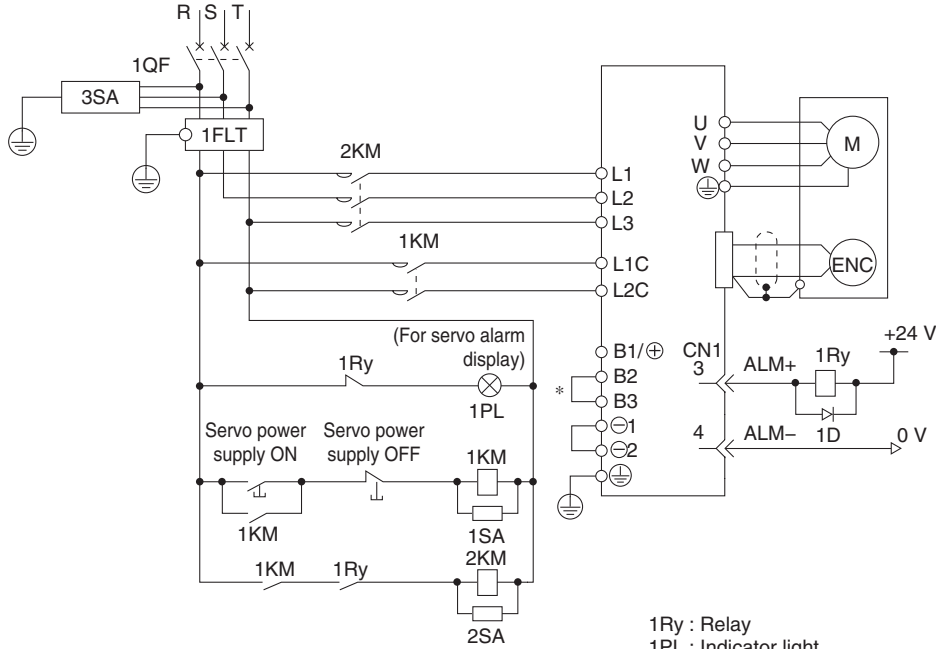 R S T
1QF
3SA
1FLT
2KM
L1
L2
L3
1KM
L1C
L2C
U
V
W
M
ENC
(For servo alarm
display)
1Ry
1PL
B1/⊕
B2
B3
*
⊖1
⊖2
CN1
3
ALM+
1Ry
+24 V
1D
4
ALM–
0 V
Servo power
supply ON
Servo power
supply OFF
1KM
1KM
1SA
1KM
1Ry
2KM
2SA
1Ry : Relay
1PL : Indicator light